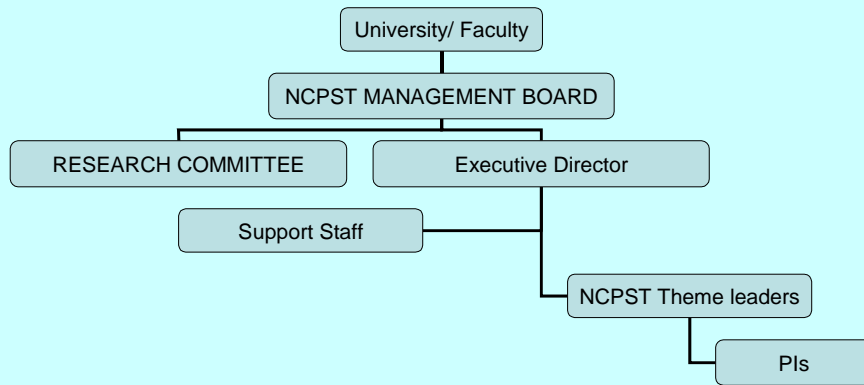 University/ Faculty
NCPST MANAGEMENT BOARD
RESEARCH COMMITTEE
Executive Director
Support Staff
NCPST Theme leaders
PIs